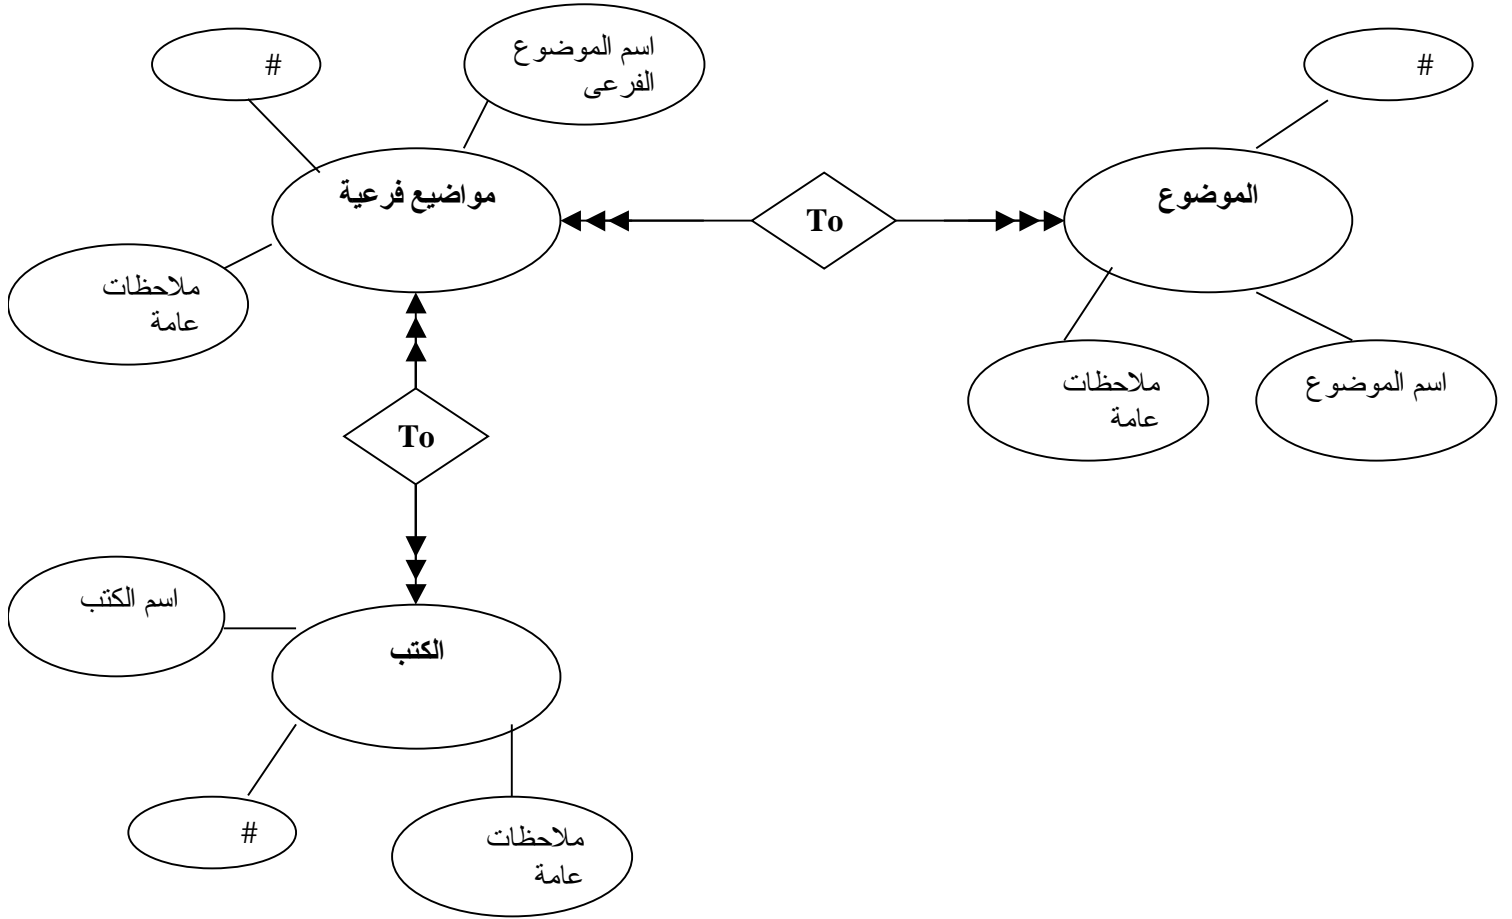 #
اسم الموضوع
الفرعى
#
مواضيع فرعية
To
الموضوع
ملاحظات
عامة
ملاحظات
عامة
اسم الموضوع
To
اسم الكتب
الكتب
#
ملاحظات
عامة